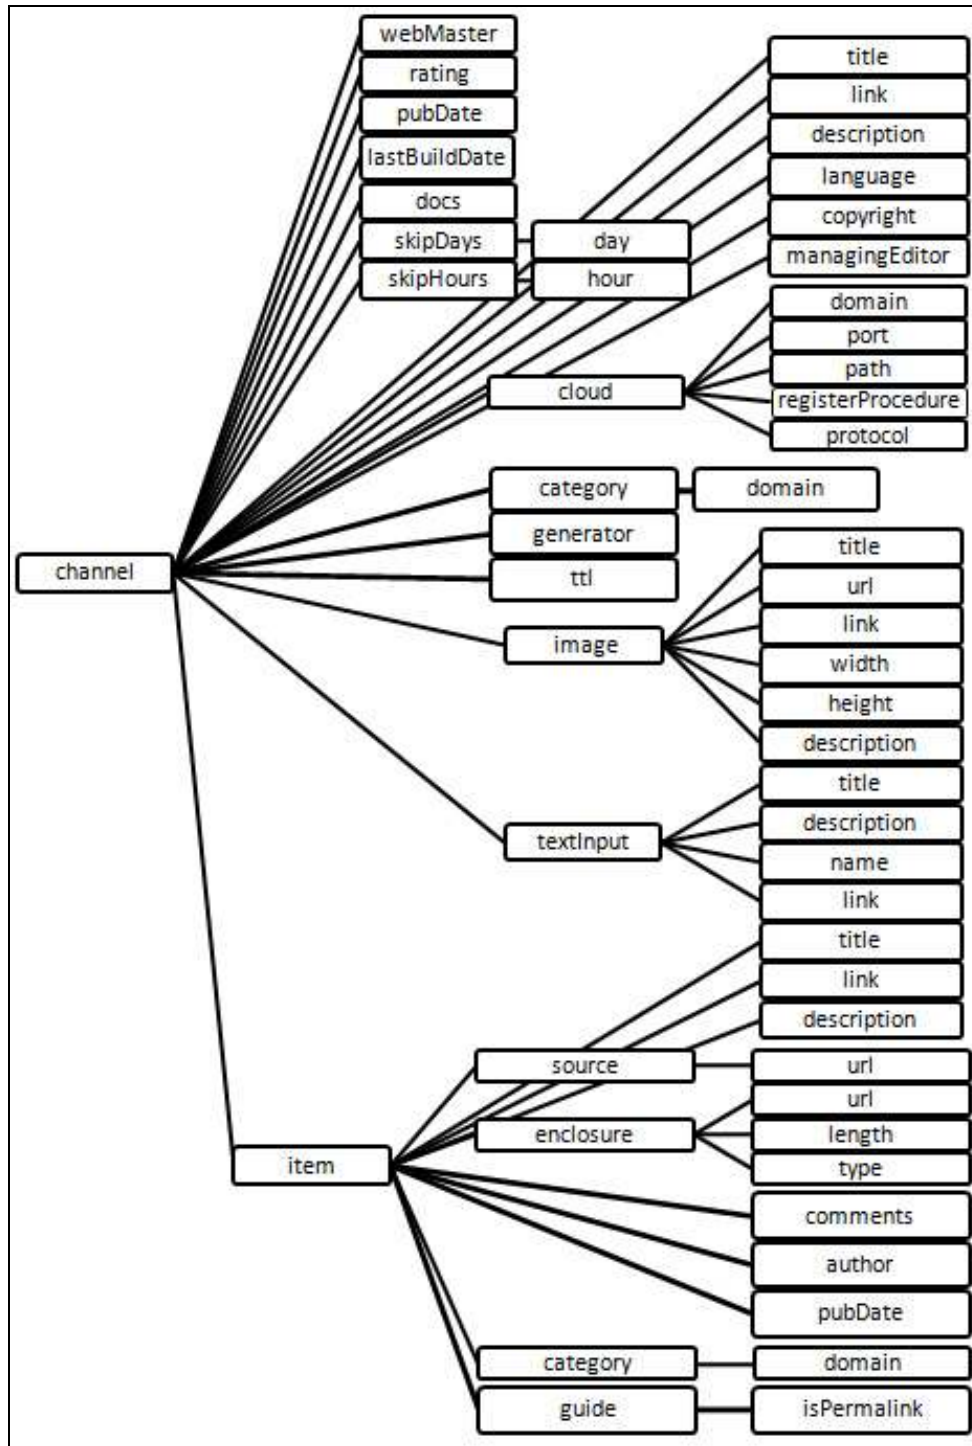 webMaster
rating
pubDate
lastBuildDate
docs
skipDays
day
skipHours
hour
title
link
description
language
copyright
managingEditor
cloud
domain
port
path
registerProcedure
protocol
category
domain
generator
ttl
channel
image
title
url
link
width
height
description
textInput
title
description
name
link
item
title
link
description
source
url
enclosure
url
length
type
comments
author
pubDate
category
domain
guide
isPermalink